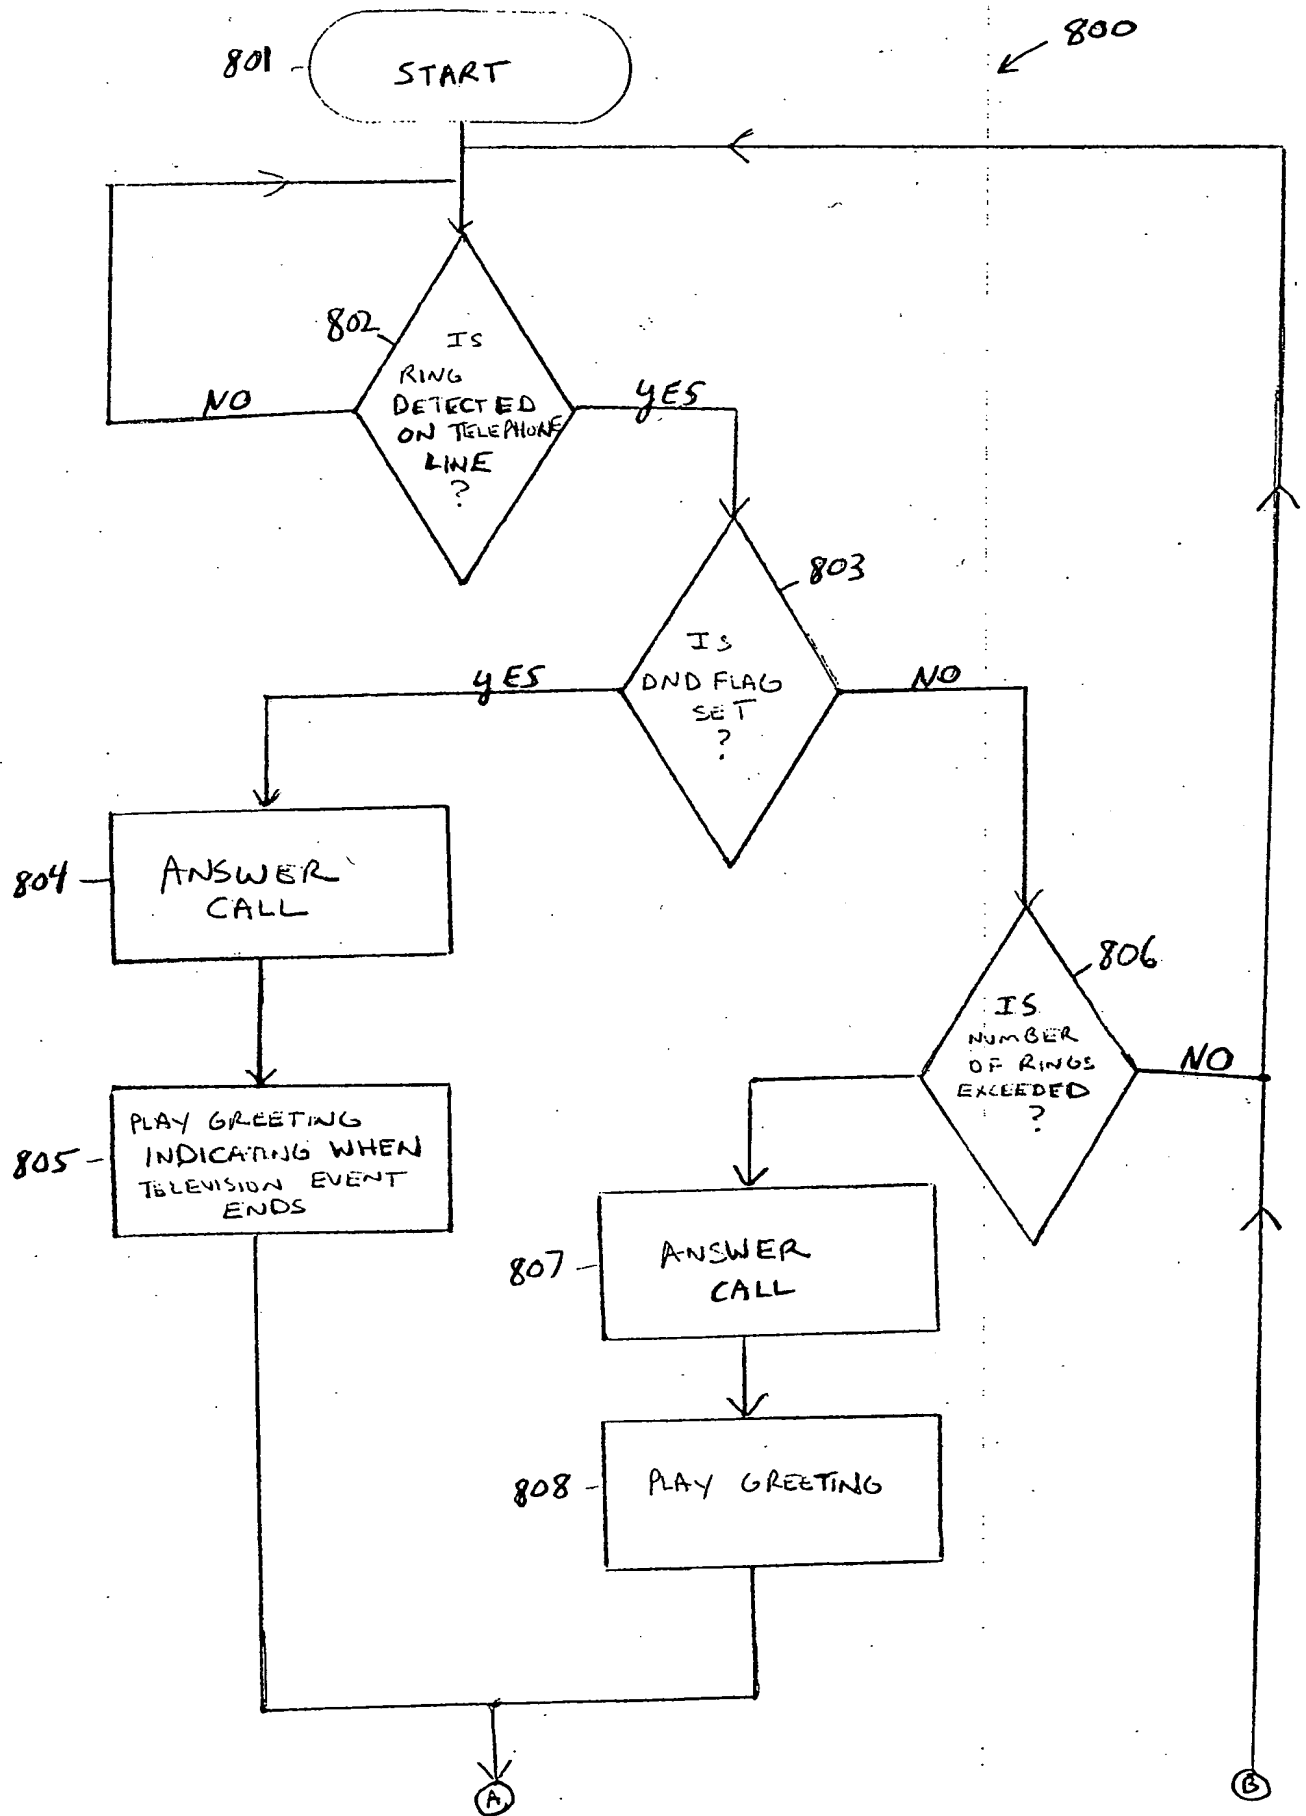 800
801
START
802
IS
RING
DETECTED
ON TELEPHONE
LINE
?
NO
YES
803
IS
DND FLAG
SET
?
YES
NO
804
ANSWER
CALL
806
IS
NUMBER
OF RINGS
EXCEEDED
?
NO
805
PLAY GREETING
INDICATING WHEN
TELEVISION EVENT
ENDS
807
ANSWER
CALL
808
PLAY GREETING
A
B